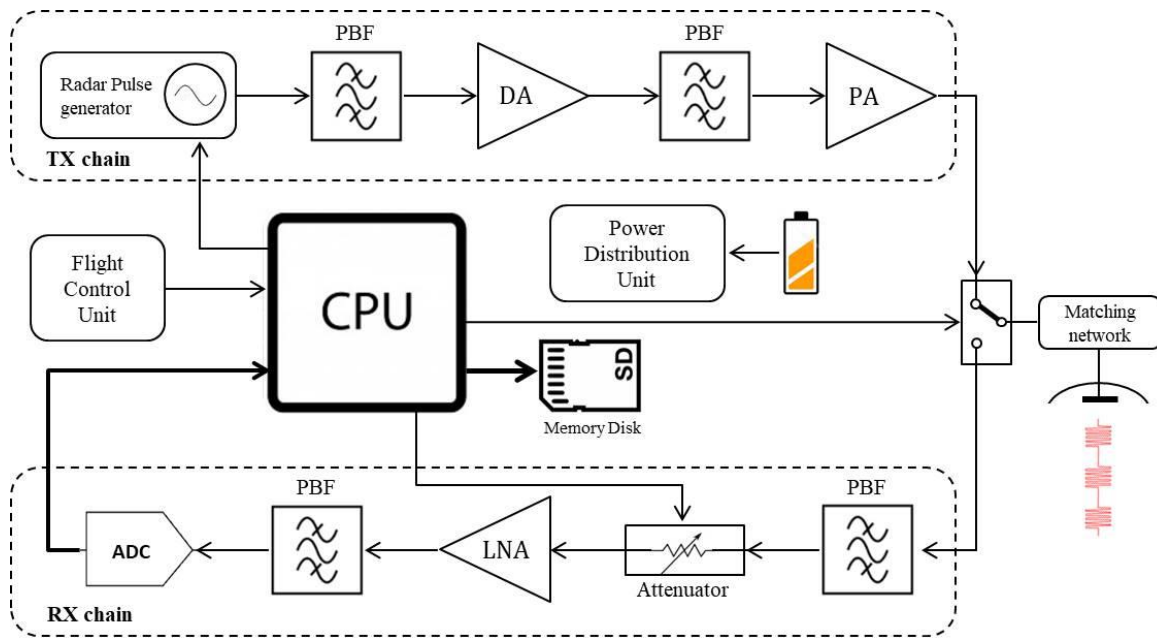 PBF
PBF
Radar Pulse
generator
DA
PA
TX chain
Flight
Control
Unit
CPU
Power
Distribution
Unit
Matching
network
SD
Memory Disk
PBF
PBF
ADC
LNA
Attenuator
RX chain